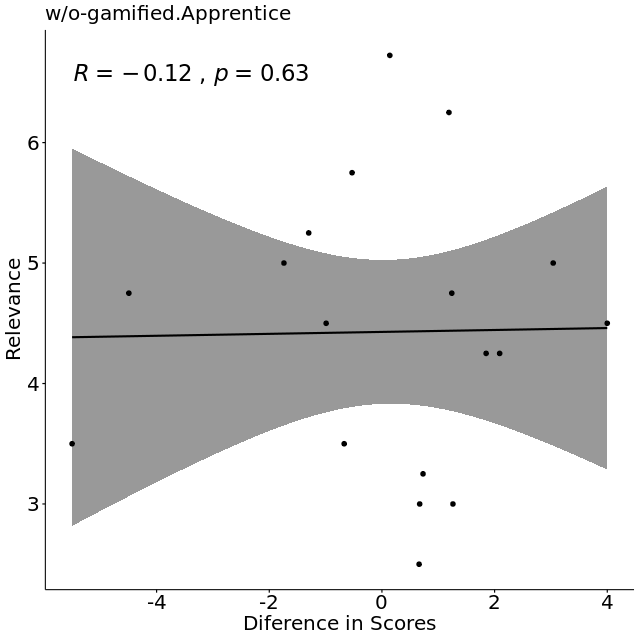 w/o-gamified.Apprentice
R = −0.12 , p = 0.63
6
5
4
3
Relevance
-4 -2 0 2 4
Diference in Scores